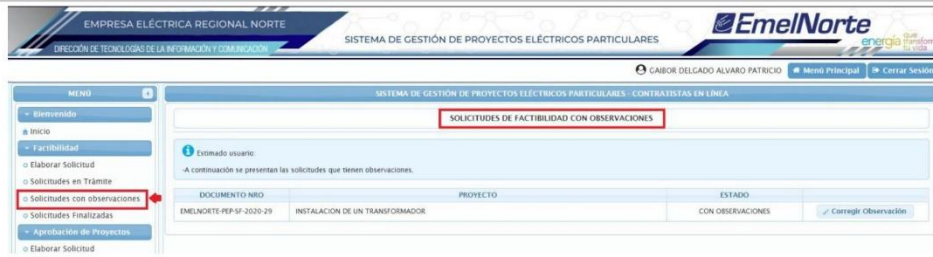 EMPRESA ELÉCTRICA REGIONAL NORTE
DIRECCIÓN DE TECNOLOGÍAS DE LA INFORMACIÓN Y COMUNICACIÓN
SISTEMA DE GESTIÓN DE PROYECTOS ELÉCTRICOS PARTICULARES
EmelNorte
energía que transform
tu vida
GAIBOR DELGADO ALVARO PATRICIO Menú Principal Cerrar Sesión
MENÚ
Bienvenido
Inicio
Factibilidad
Elaborar Solicitud
Solicitudes en Trámite
Solicitudes con observaciones
Solicitudes Finalizadas
Aprobación de Proyectos
Elaborar Solicitud
SISTEMA DE GESTIÓN DE PROYECTOS ELÉCTRICOS PARTICULARES - CONTRATISTAS EN LÍNEA
SOLICITUDES DE FACTIBILIDAD CON OBSERVACIONES
Estimado usuario:
-A continuación se presentan las solicitudes que tienen observaciones.
DOCUMENTO NRO PROYECTO ESTADO
EMELNORTE-PEP-SF-2020-29 INSTALACION DE UN TRANSFORMADOR CON OBSERVACIONES Corregir Observación